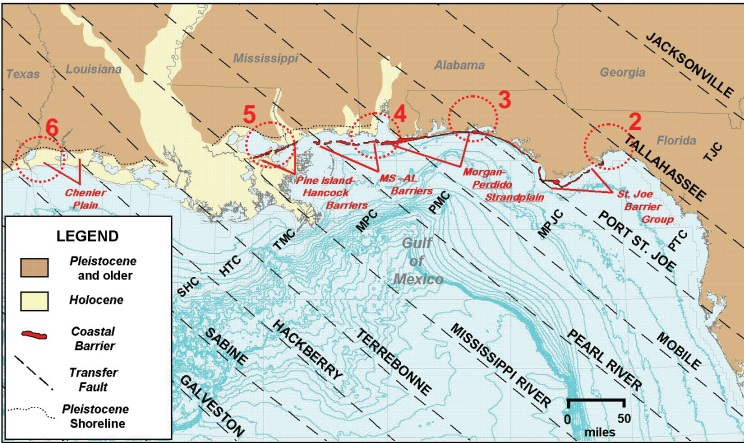 Texas
Louisiana
Mississippi
Alabama
Georgia
Florida
JACKSONVILLE
TALLAHASSEE
TJC
6
5
4
3
2
Chenier
Plain
Pine island-
Hancock
Barriers
MS-AL
Barriers
Morgan-
Perdido
Strandplain
St. Joe
Barrier
Group
PORT ST. JOE
MOBILE
PEARL RIVER
MISSISSIPPI RIVER
TERREBONNE
HACKBERRY
SABINE
GALVESTON
SHC
HTC
TMC
MPC
PMC
MPJC
Gulf
of
Mexico
LEGEND
Pleistocene
and older
Holocene
Coastal
Barrier
Transfer
Fault
Pleistocene
Shoreline
0 50
miles